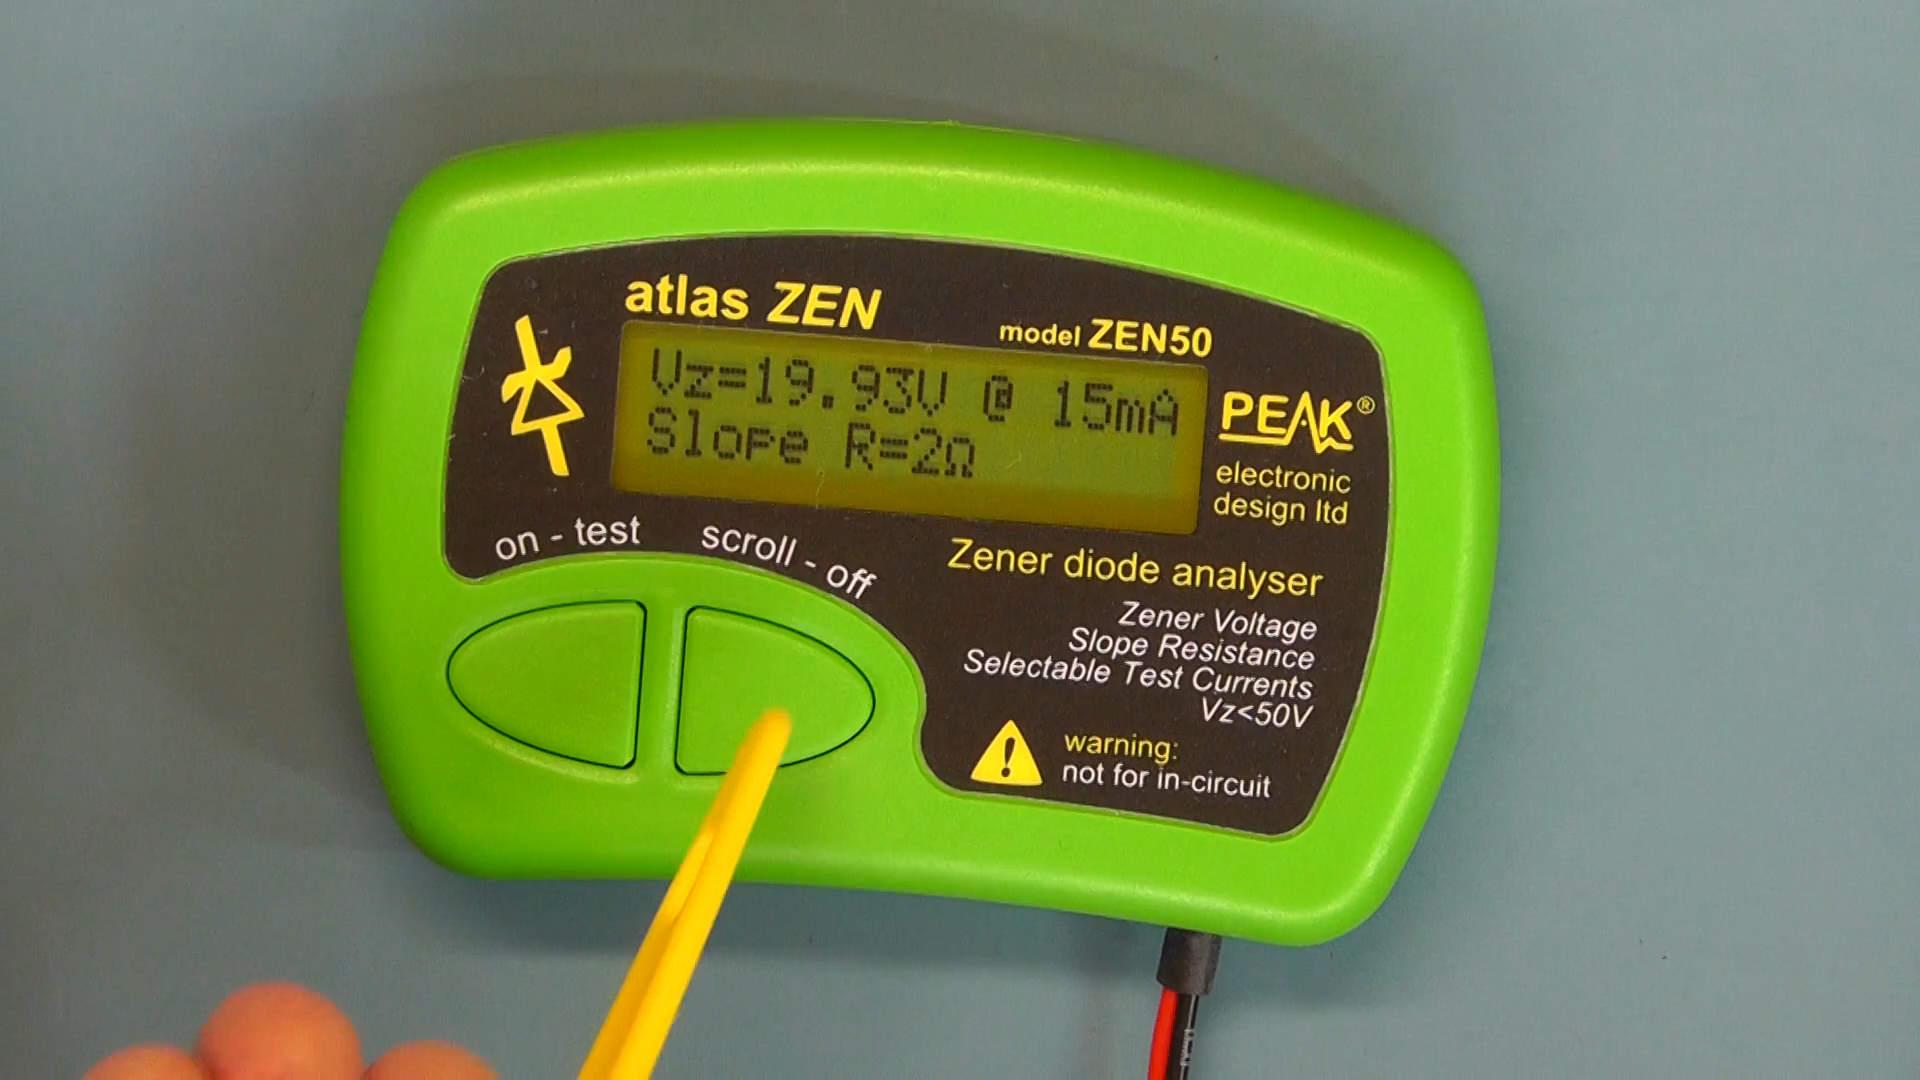 atlas ZEN
model ZEN50
Vz=19.93V @ 15mA
Slope R=2Ω
PEAK®
electronic
design ltd
on - test
scroll - off
Zener diode analyser
Zener Voltage
Slope Resistance
Selectable Test Currents
Vz<50V
warning:
not for in-circuit